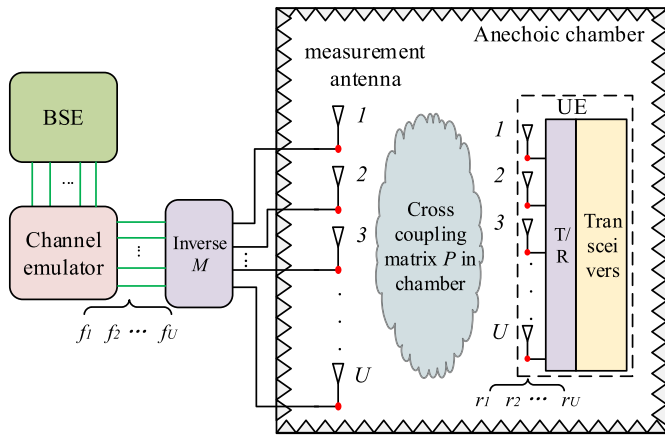 Anechoic chamber
measurement
antenna
BSE
Channel
emulator
f1 f2 ··· fU
Inverse
M
1
2
3
U
Cross
coupling
matrix P in
chamber
UE
1
2
3
U
T/
R
Tran
scei
vers
r1 r2 ··· rU